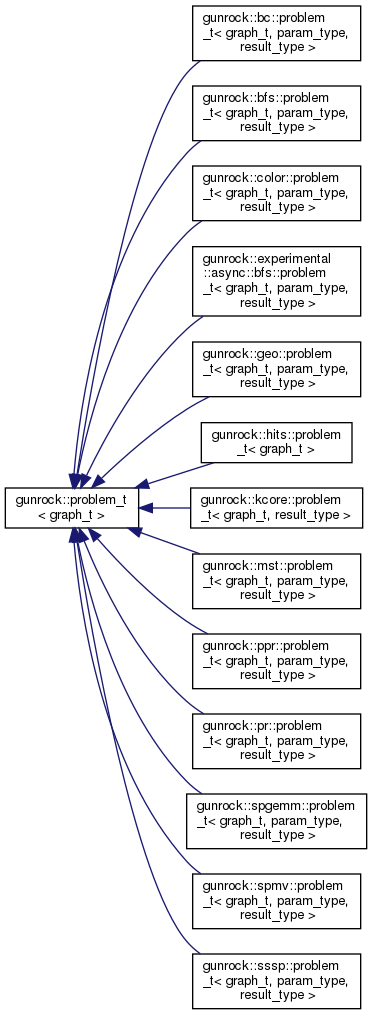 gunrock::bc::problem
_t< graph_t, param_type,
result_type >
gunrock::bfs::problem
_t< graph_t, param_type,
result_type >
gunrock::color::problem
_t< graph_t, param_type,
result_type >
gunrock::experimental
::async::bfs::problem
_t< graph_t, param_type,
result_type >
gunrock::geo::problem
_t< graph_t, param_type,
result_type >
gunrock::hits::problem
_t< graph_t >
gunrock::problem_t
< graph_t >
gunrock::kcore::problem
_t< graph_t, result_type >
gunrock::mst::problem
_t< graph_t, param_type,
result_type >
gunrock::ppr::problem
_t< graph_t, param_type,
result_type >
gunrock::pr::problem
_t< graph_t, param_type,
result_type >
gunrock::spgemm::problem
_t< graph_t, param_type,
result_type >
gunrock::spmv::problem
_t< graph_t, param_type,
result_type >
gunrock::sssp::problem
_t< graph_t, param_type,
result_type >